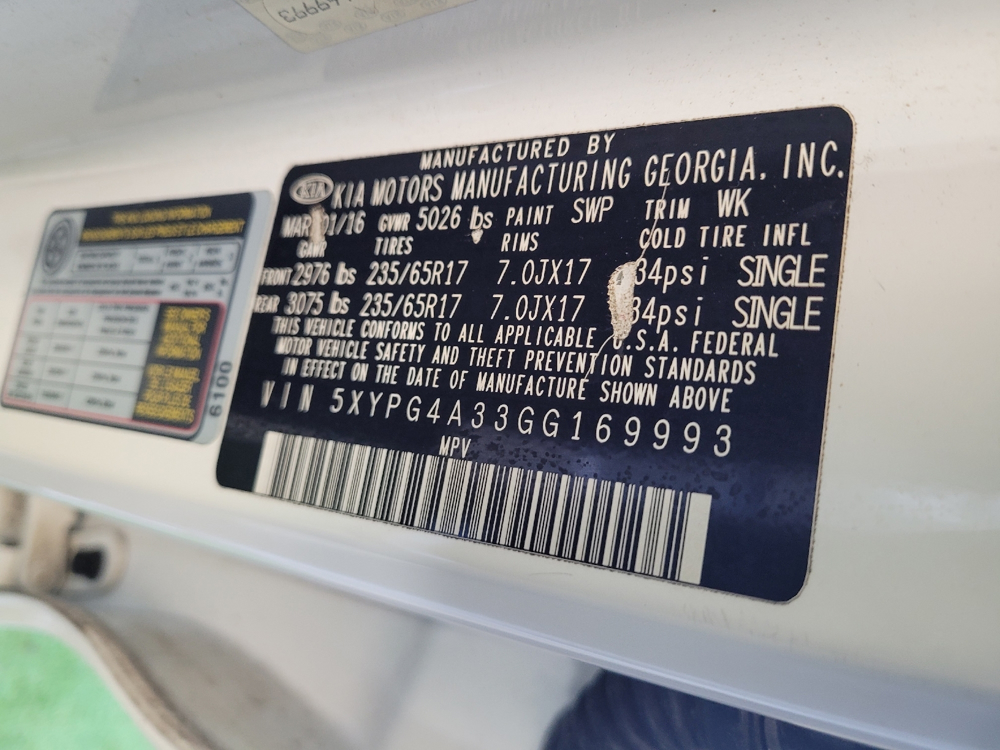 69993
MANUFACTURED BY
KIA KIA MOTORS MANUFACTURING GEORGIA, INC.
MAR/01/16 GVWR 5026 lbs PAINT SWP TRIM WK
GAWR TIRES RIMS COLD TIRE INFL
FRONT 2976 lbs 235/65R17 7.0JX17 34psi SINGLE
REAR 3075 lbs 235/65R17 7.0JX17 34psi SINGLE
THIS VEHICLE CONFORMS TO ALL APPLICABLE U.S.A. FEDERAL
MOTOR VEHICLE SAFETY AND THEFT PREVENTION STANDARDS
IN EFFECT ON THE DATE OF MANUFACTURE SHOWN ABOVE
VIN 5XYPG4A33GG169993
MPV
6100